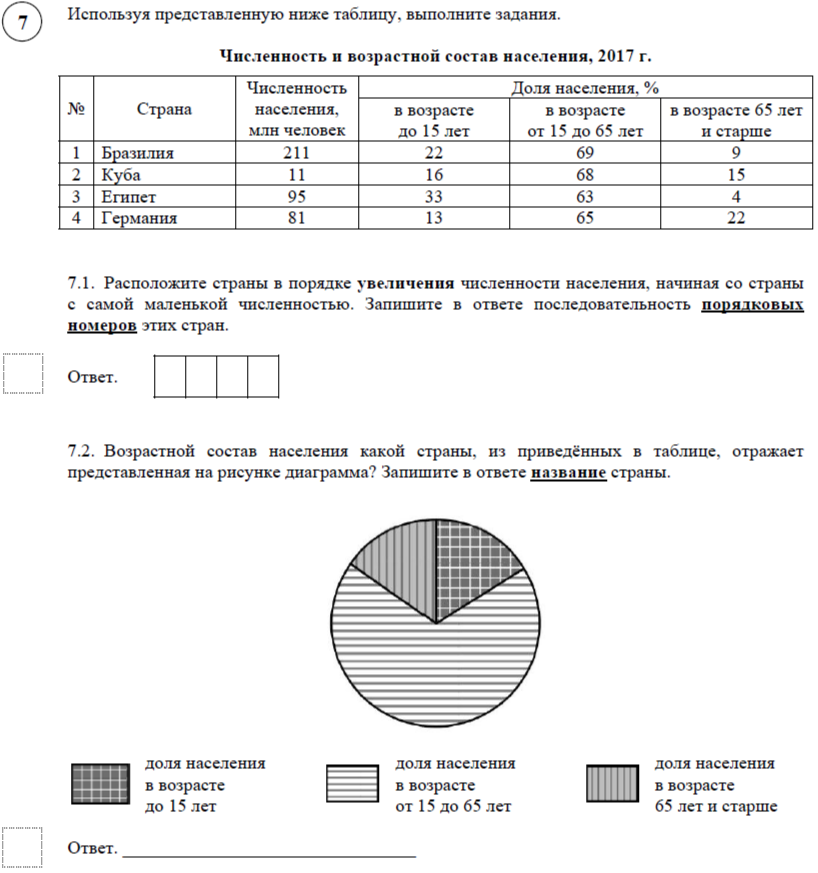 7
Используя представленную ниже таблицу, выполните задания.
Численность и возрастной состав населения, 2017 г.
№ Страна Численность населения, млн человек Доля населения, %
в возрасте до 15 лет в возрасте от 15 до 65 лет в возрасте 65 лет и старше
1 Бразилия 211 22 69 9
2 Куба 11 16 68 15
3 Египет 95 33 63 4
4 Германия 81 13 65 22
7.1. Расположите страны в порядке увеличения численности населения, начиная со страны
с самой маленькой численностью. Запишите в ответе последовательность порядковых
номеров этих стран.
Ответ.
7.2. Возрастной состав населения какой страны, из приведённых в таблице, отражает
представленная на рисунке диаграмма? Запишите в ответе название страны.
доля населения
в возрасте
до 15 лет
доля населения
в возрасте
от 15 до 65 лет
доля населения
в возрасте
65 лет и старше
Ответ.